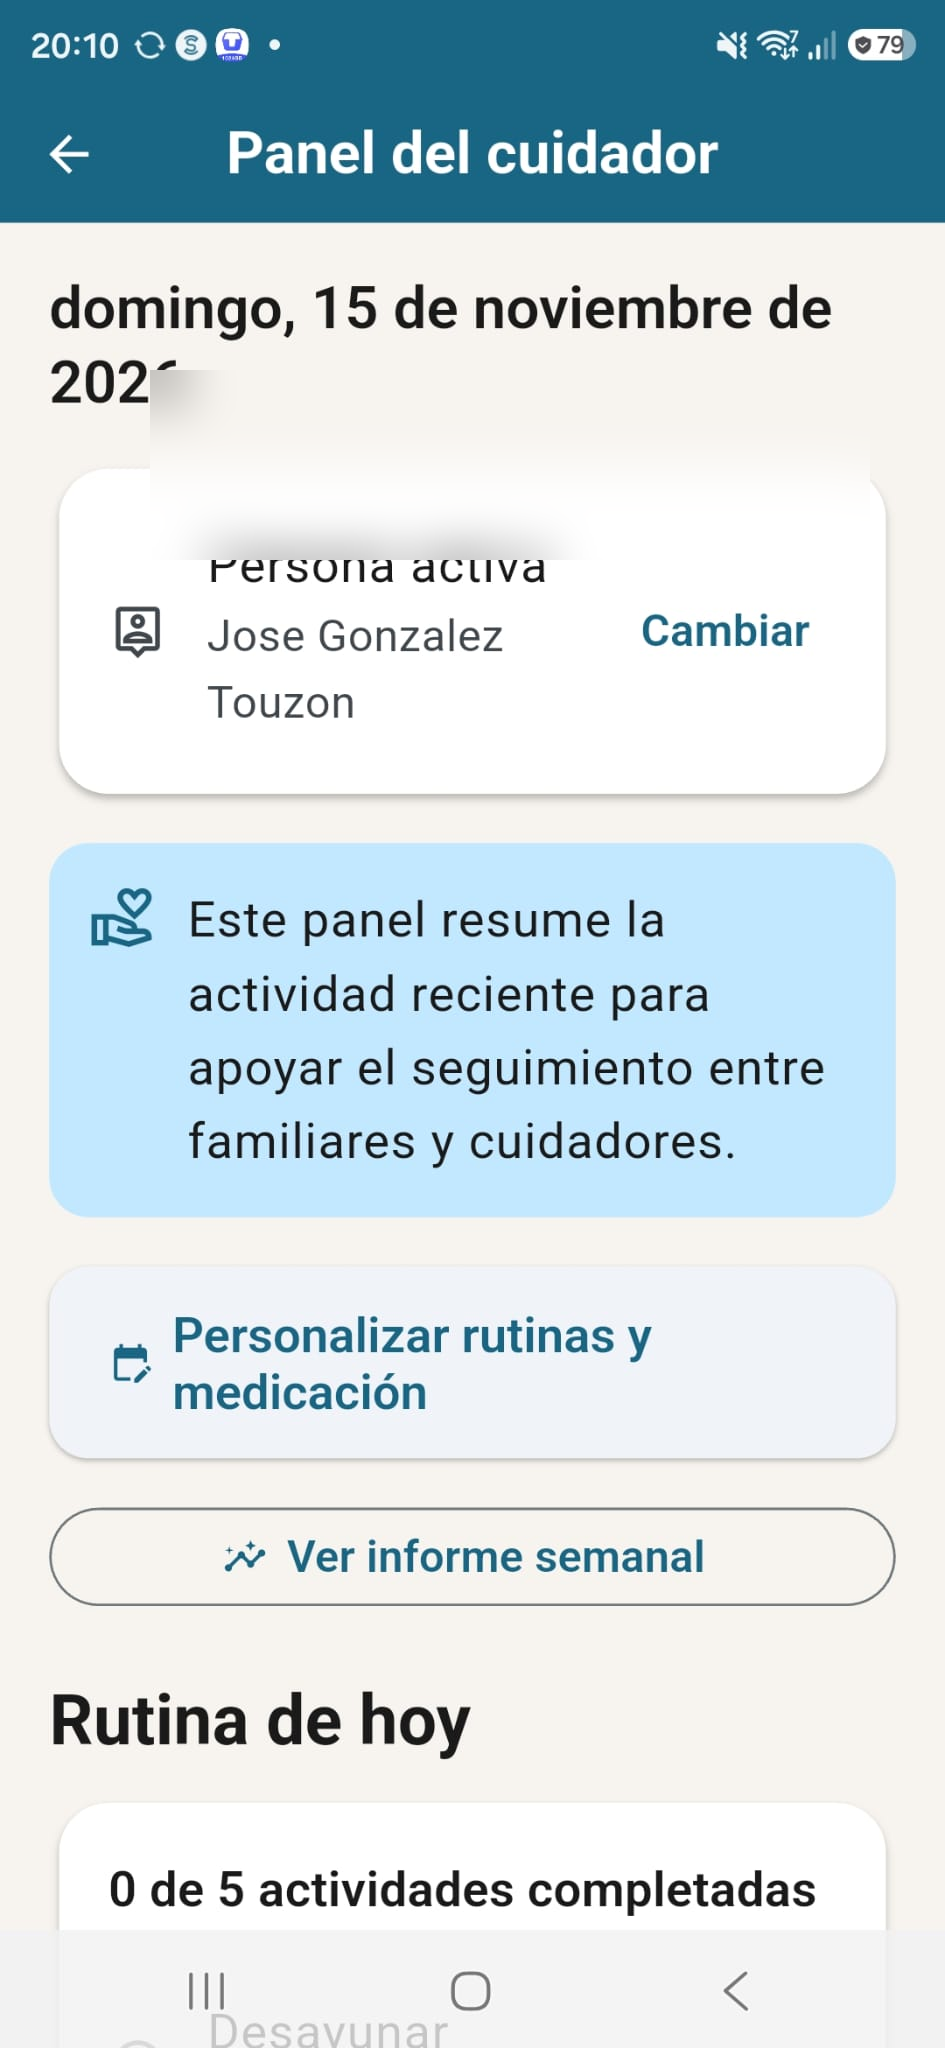 20:10
79
Panel del cuidador
domingo, 15 de noviembre de
Persona activa
Jose Gonzalez
Touzon
Cambiar
Este panel resume la
actividad reciente para
apoyar el seguimiento entre
familiares y cuidadores.
Personalizar rutinas y
medicación
Ver informe semanal
Rutina de hoy
0 de 5 actividades completadas
Desayunar